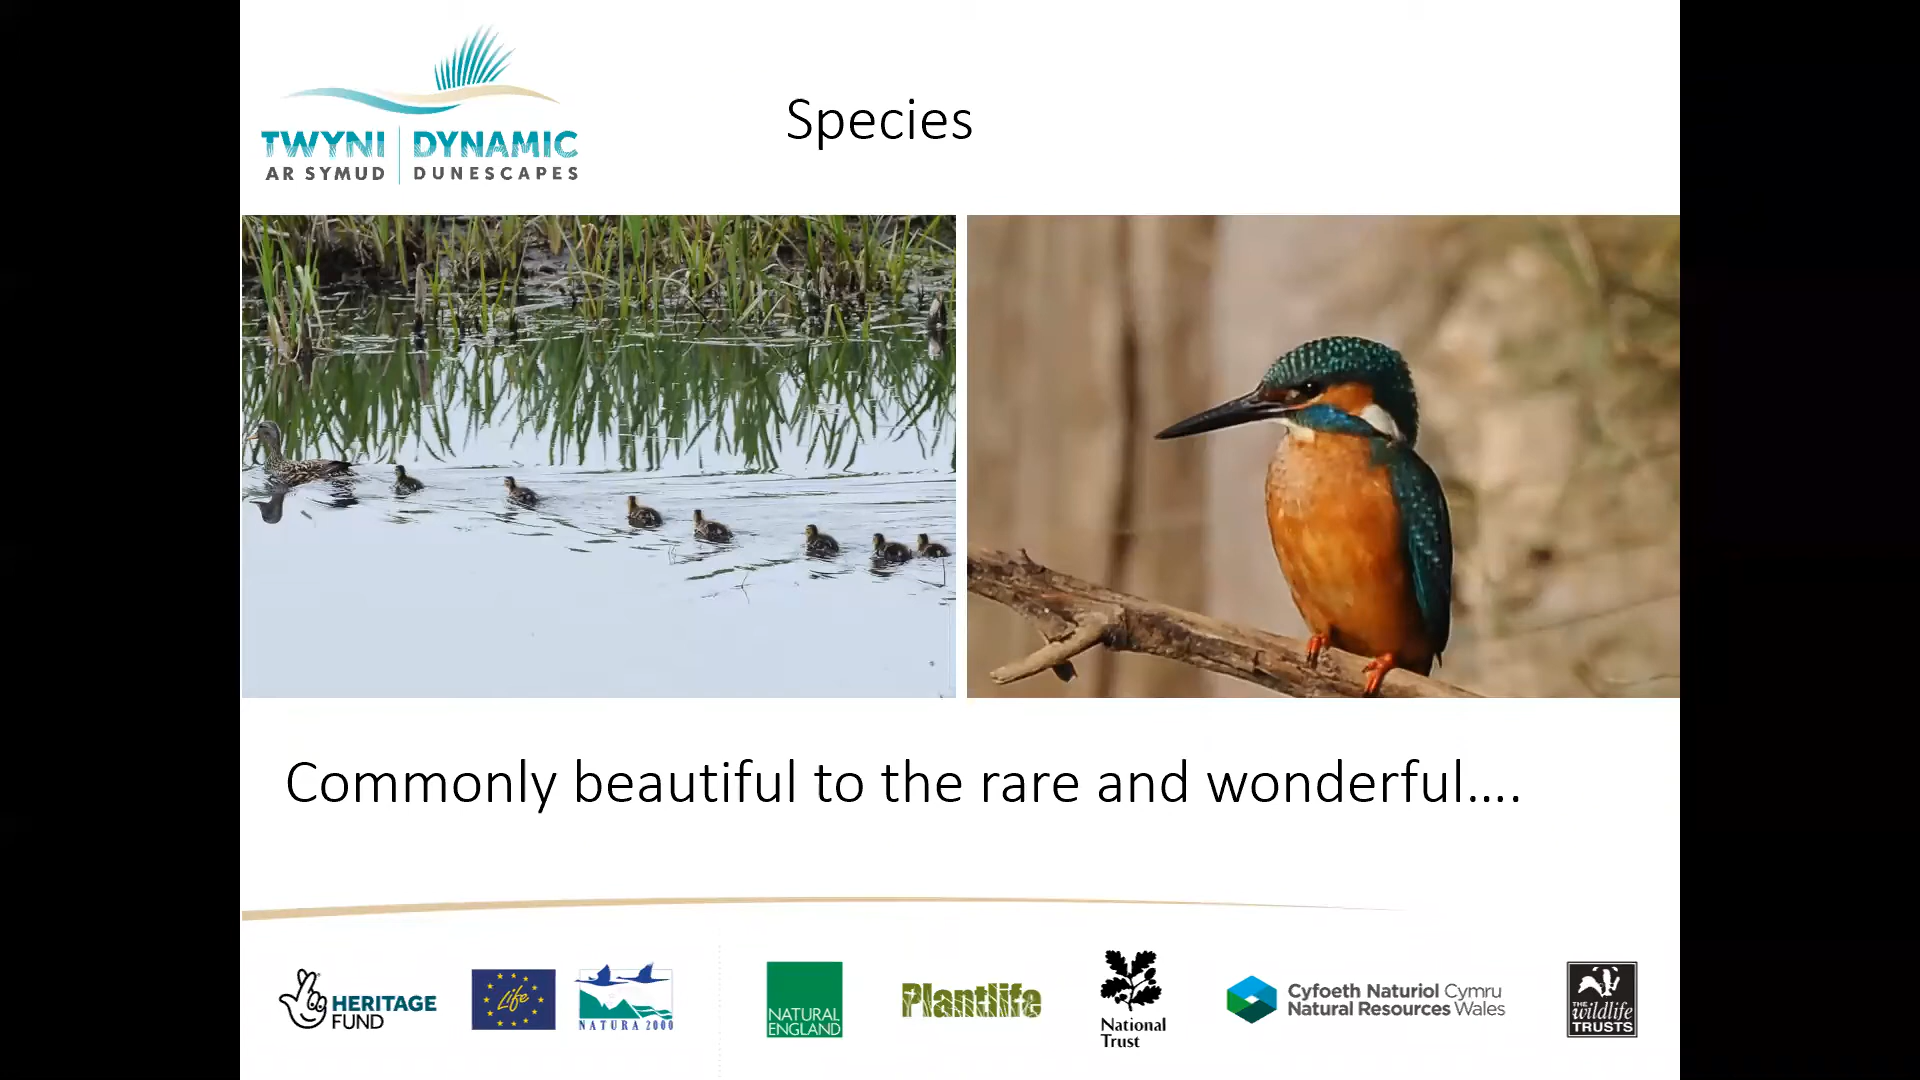 TWYNI
AR SYMUD
DYNAMIC
DUNESCAPES
Species
Commonly beautiful to the rare and wonderful....
HERITAGE
FUND
Life
NATURA 2000
NATURAL
ENGLAND
Plantlife
National
Trust
Cyfoeth Naturiol Cymru
Natural Resources Wales
THE
wildlife
TRUSTS